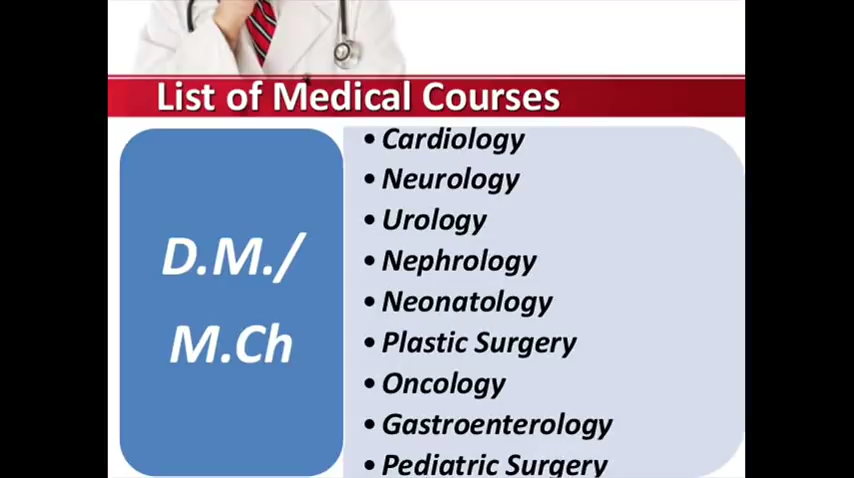 List of Medical Courses
D.M./
M.Ch
• Cardiology
• Neurology
• Urology
• Nephrology
• Neonatology
• Plastic Surgery
• Oncology
• Gastroenterology
• Pediatric Surgery